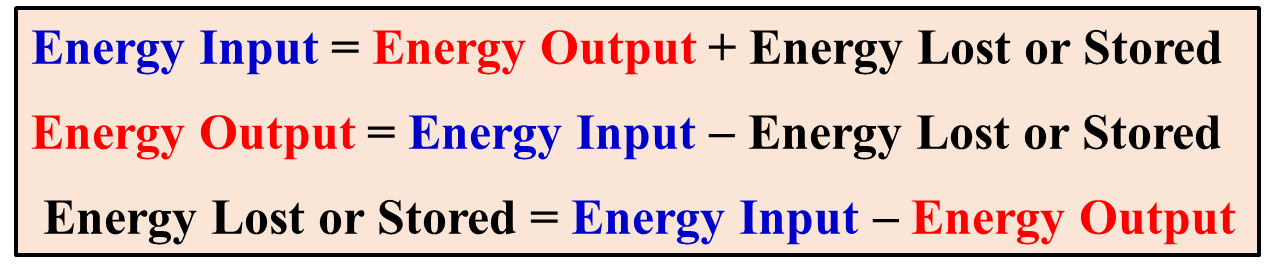 Energy Input = Energy Output + Energy Lost or Stored
Energy Output = Energy Input – Energy Lost or Stored
Energy Lost or Stored = Energy Input – Energy Output